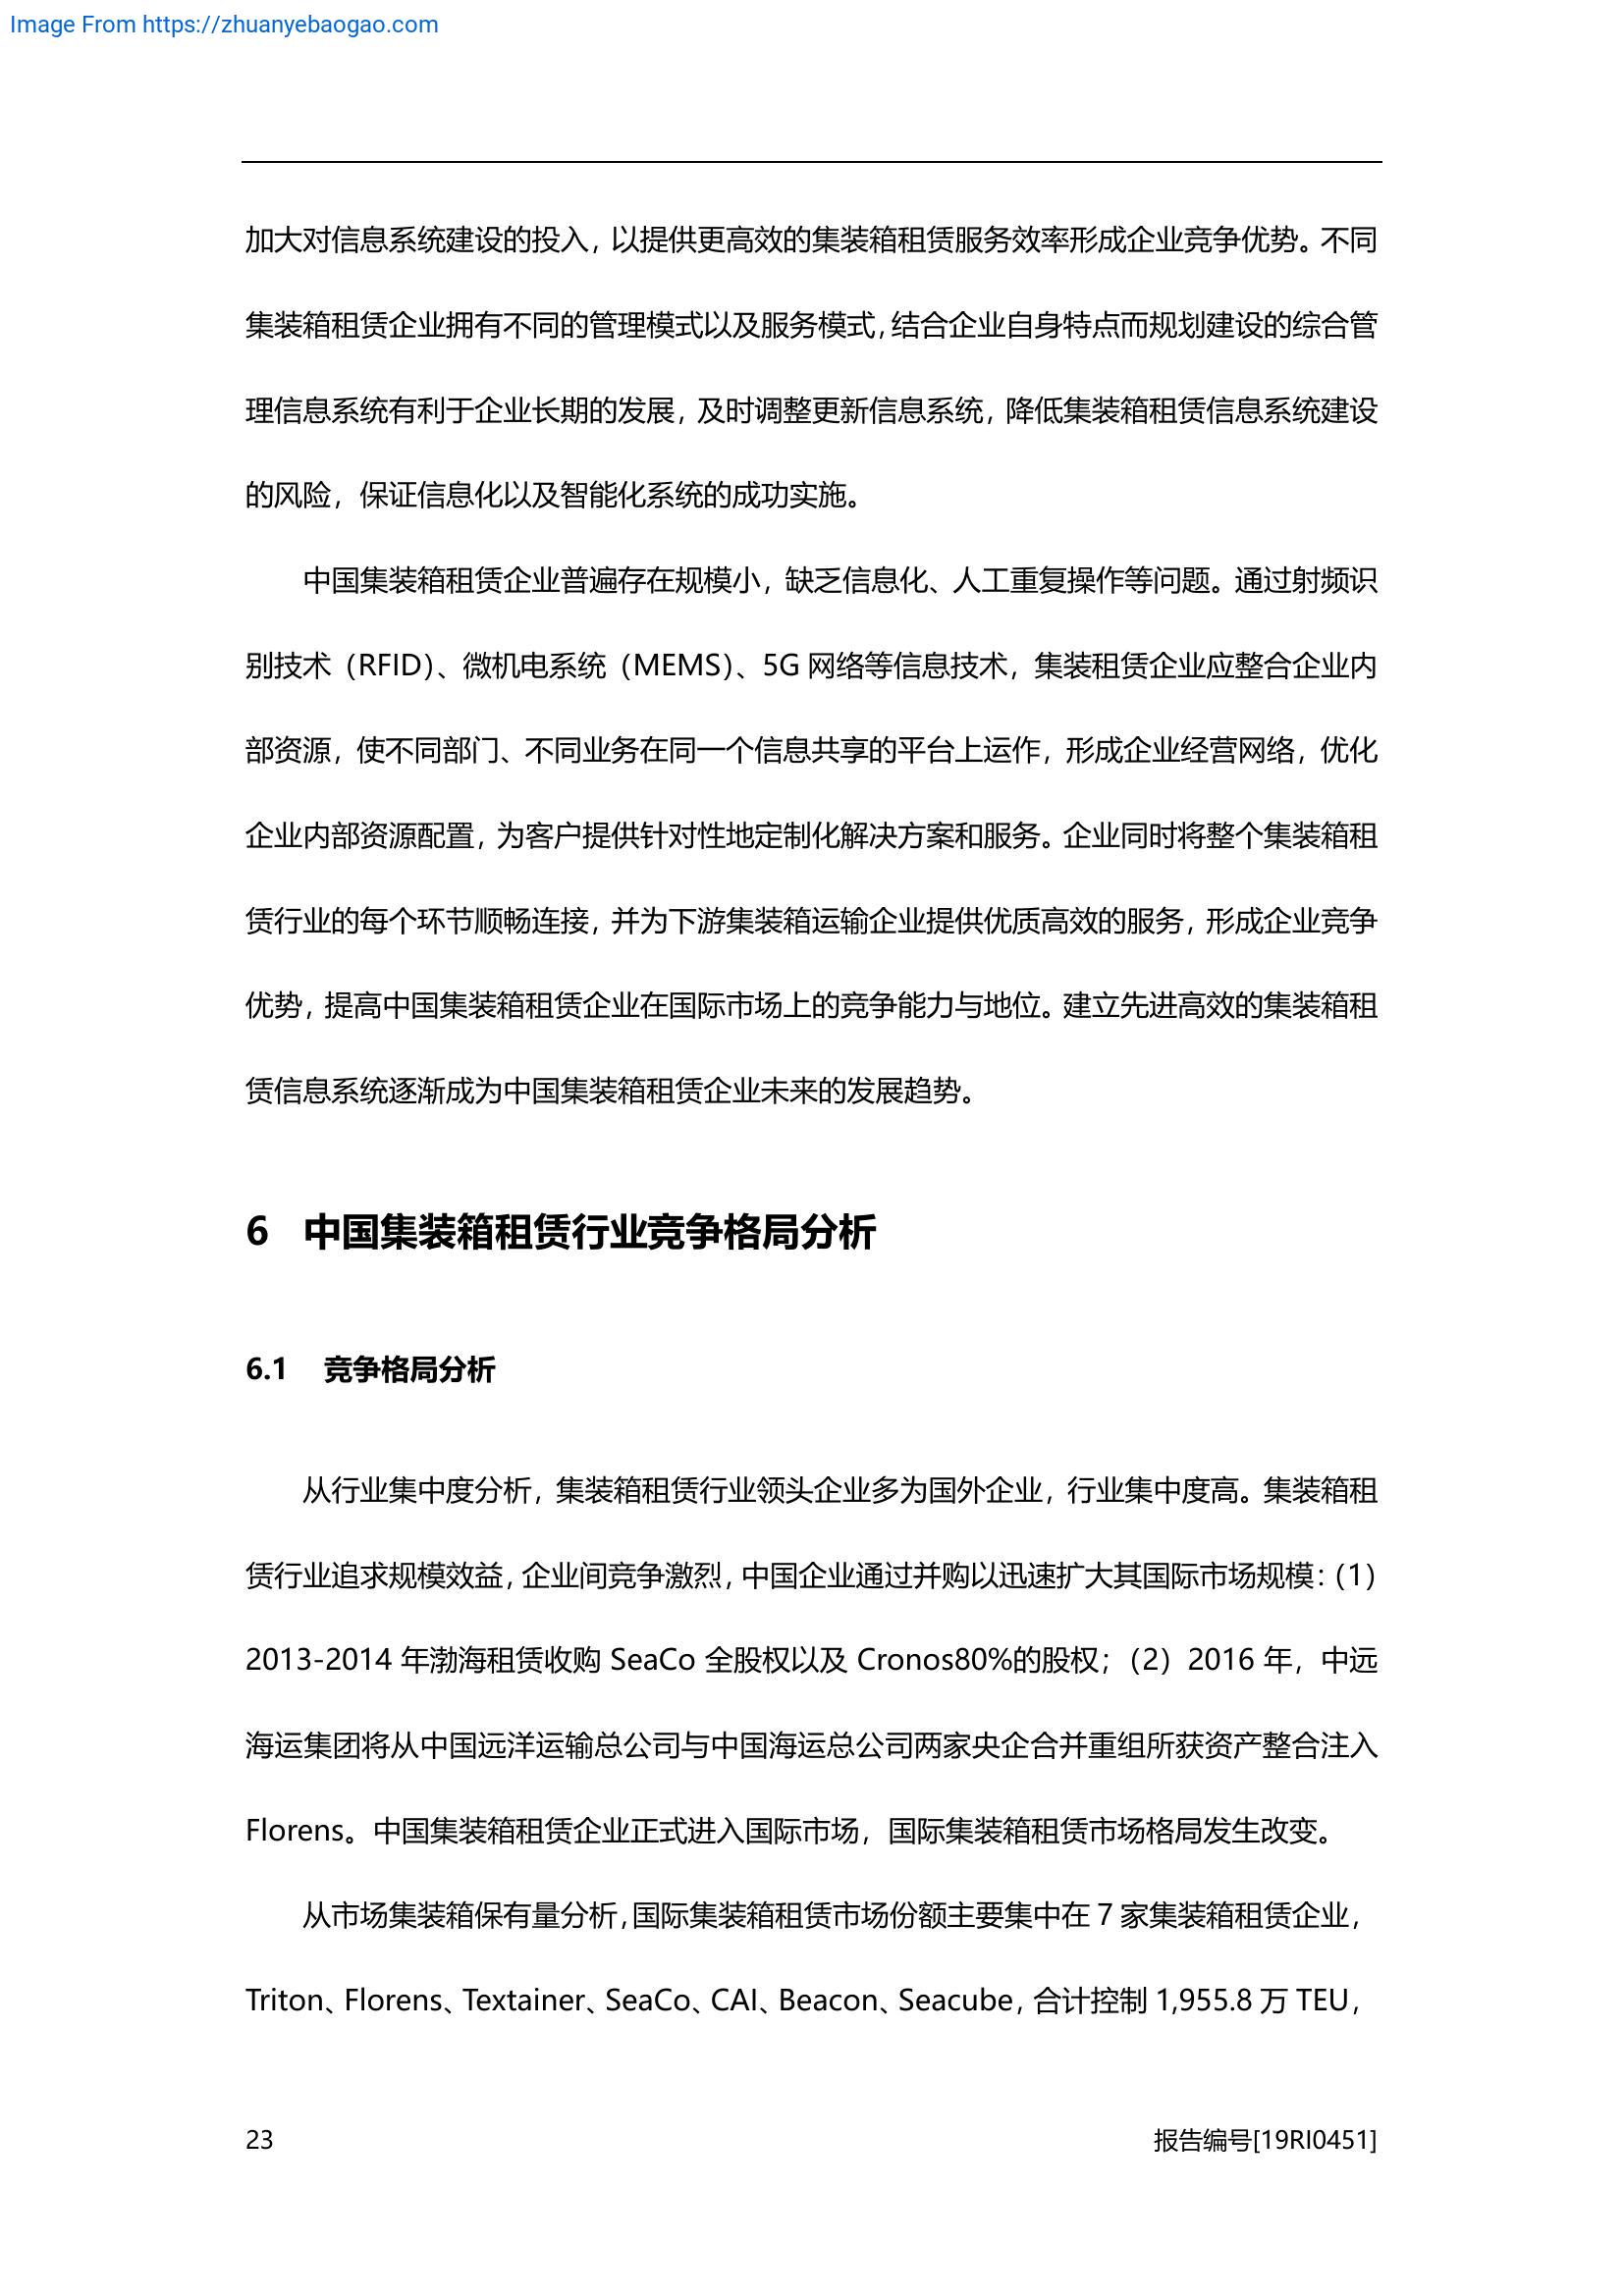 Image From https://zhuanyebaogao.com
加大对信息系统建设的投入，以提供更高效的集装箱租赁服务效率形成企业竞争优势。不同
集装箱租赁企业拥有不同的管理模式以及服务模式，结合企业自身特点而规划建设的综合管
理信息系统有利于企业长期的发展，及时调整更新信息系统，降低集装箱租赁信息系统建设
的风险，保证信息化以及智能化系统的成功实施。
中国集装箱租赁企业普遍存在规模小，缺乏信息化、人工重复操作等问题。通过射频识
别技术（RFID）、微机电系统（MEMS）、5G 网络等信息技术，集装租赁企业应整合企业内
部资源，使不同部门、不同业务在同一个信息共享的平台上运作，形成企业经营网络，优化
企业内部资源配置，为客户提供针对性地定制化解决方案和服务。企业同时将整个集装箱租
赁行业的每个环节顺畅连接，并为下游集装箱运输企业提供优质高效的服务，形成企业竞争
优势，提高中国集装箱租赁企业在国际市场上的竞争能力与地位。建立先进高效的集装箱租
赁信息系统逐渐成为中国集装箱租赁企业未来的发展趋势。
6 中国集装箱租赁行业竞争格局分析
6.1 竞争格局分析
从行业集中度分析，集装箱租赁行业领头企业多为国外企业，行业集中度高。集装箱租
赁行业追求规模效益，企业间竞争激烈，中国企业通过并购以迅速扩大其国际市场规模：（1）
2013-2014 年渤海租赁收购 SeaCo 全股权以及 Cronos80%的股权；（2）2016 年，中远
海运集团将从中国远洋运输总公司与中国海运总公司两家央企合并重组所获资产整合注入
Florens。中国集装箱租赁企业正式进入国际市场，国际集装箱租赁市场格局发生改变。
从市场集装箱保有量分析，国际集装箱租赁市场份额主要集中在 7 家集装箱租赁企业，
Triton、Florens、Textainer、SeaCo、CAI、Beacon、Seacube，合计控制 1,955.8 万 TEU，
23 报告编号[19RI0451]